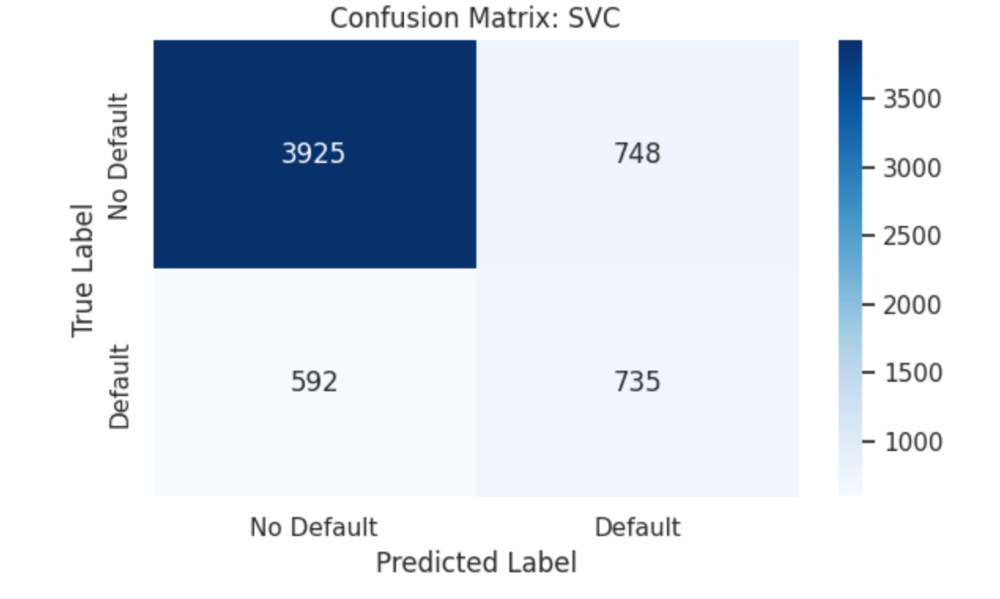 Confusion Matrix: SVC
No Default
3925
748
3500
3000
2500
2000
1500
1000
True Label
Default
592
735
No Default
Default
Predicted Label